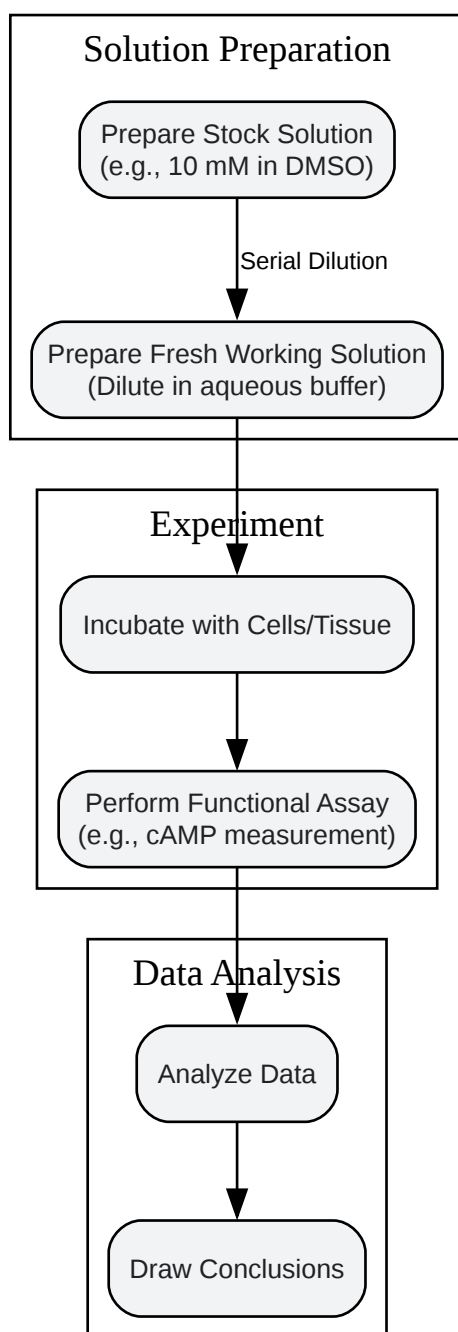 Solution Preparation
Prepare Stock Solution
(e.g., 10 mM in DMSO)
Serial Dilution
Prepare Fresh Working Solution
(Dilute in aqueous buffer)
Experiment
Incubate with Cells/Tissue
Perform Functional Assay
(e.g., cAMP measurement)
Data Analysis
Analyze Data
Draw Conclusions